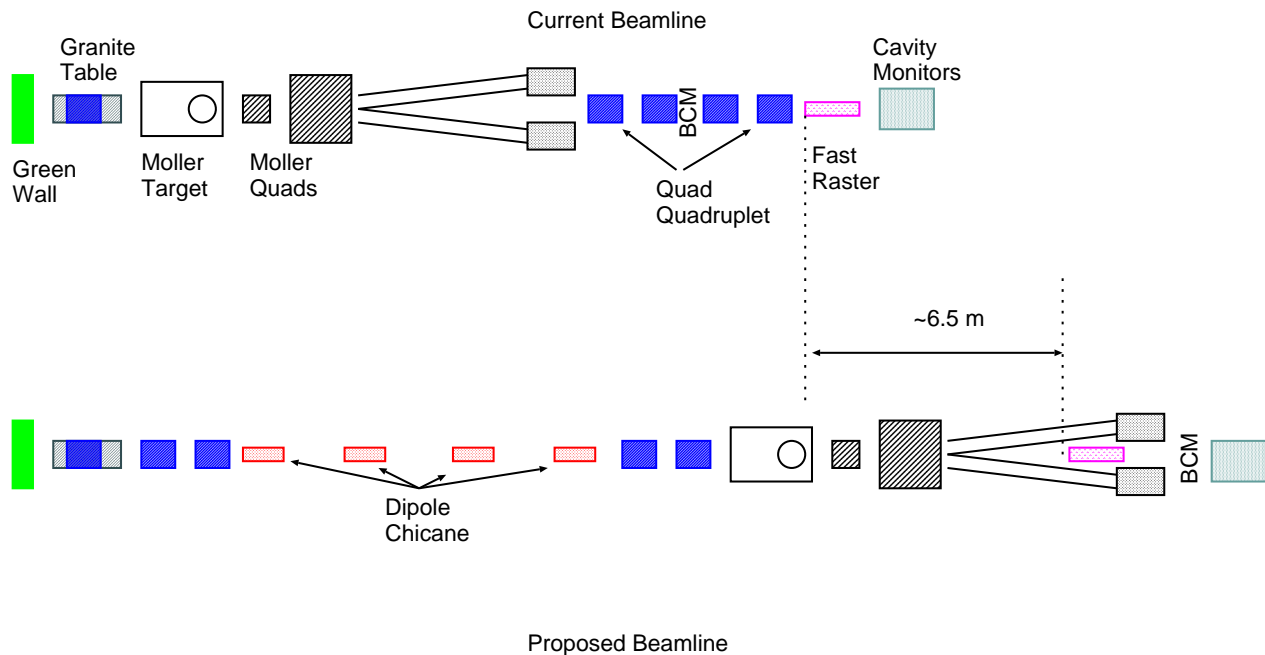 Current Beamline
Granite
Table
Cavity
Monitors
BCM
Green
Wall
Moller
Target
Moller
Quads
Quad
Quadruplet
Fast
Raster
~6.5 m
BCM
Dipole
Chicane
Proposed Beamline